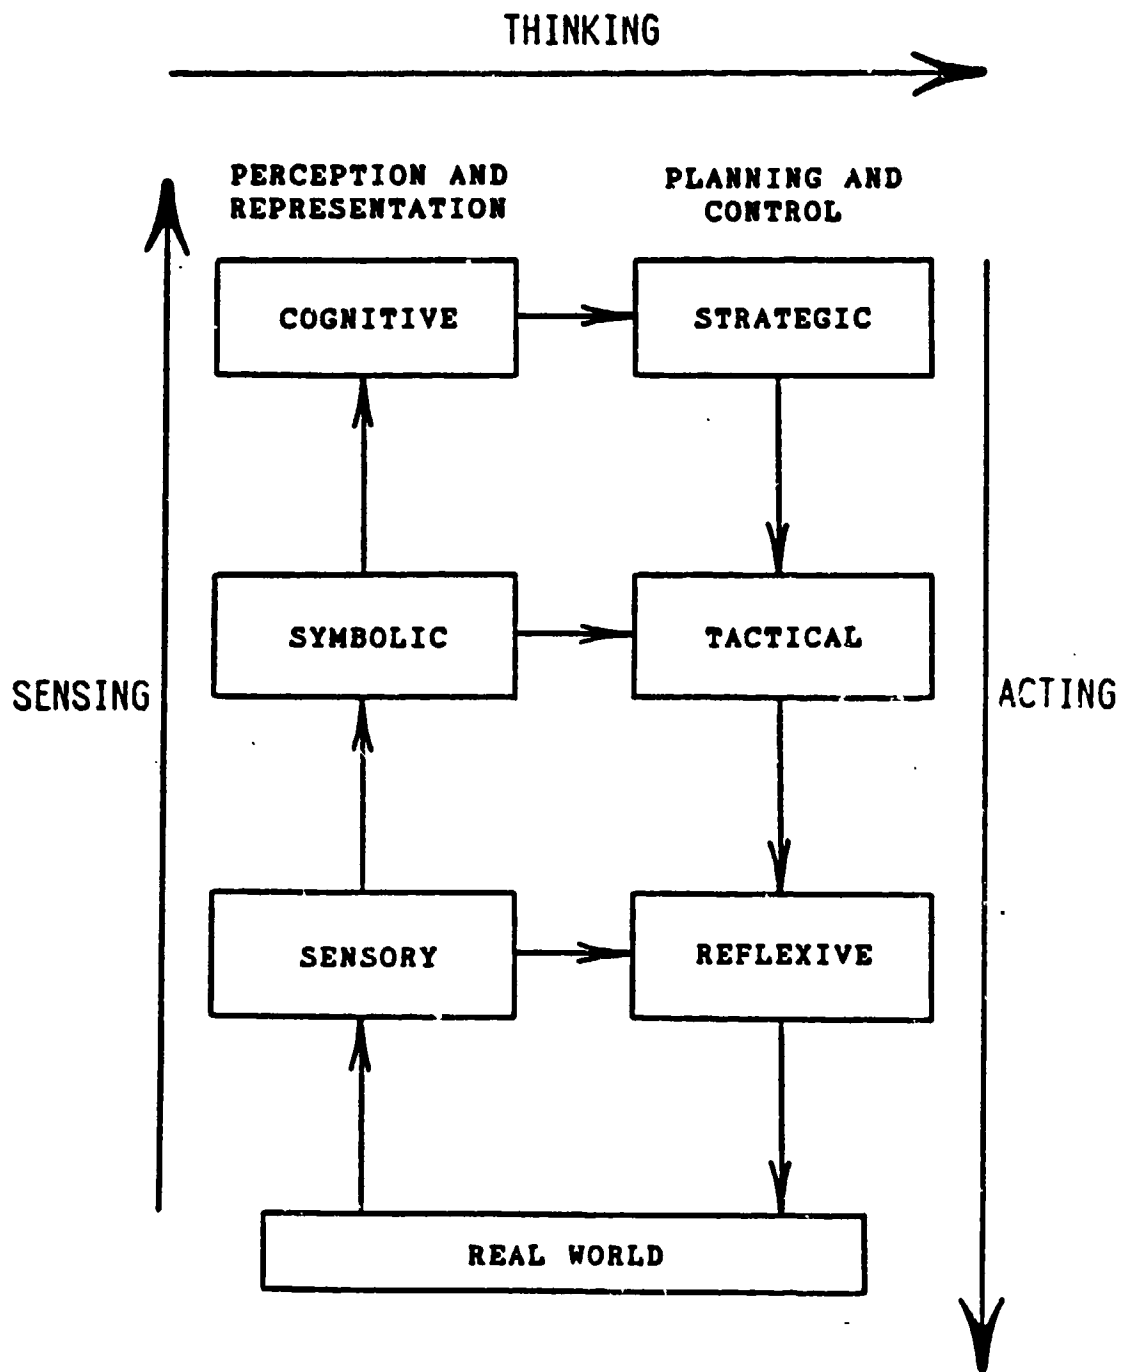 THINKING
PERCEPTION AND
REPRESENTATION
PLANNING AND
CONTROL
COGNITIVE
STRATEGIC
SYMBOLIC
TACTICAL
SENSING
ACTING
SENSORY
REFLEXIVE
REAL WORLD